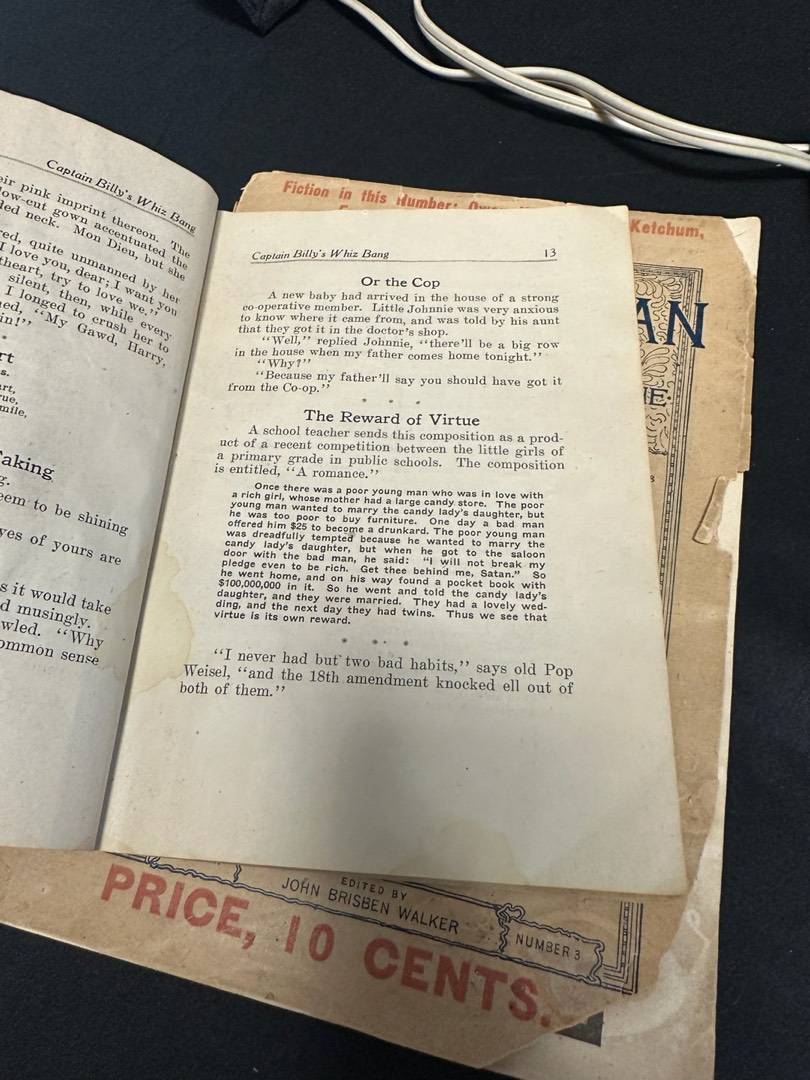 Captain Billy's Whiz Bang
eir pink imprint thereon. The
low-cut gown accentuated the
ded neck. Mon Dieu, but she
red, quite unmanned by her
I love you, dear; I want you
theart, try to love we."
silent, then, while every
I longed to crush her to
ned, "My Gawd, Harry,
in!"
rt
s.
art,
rue,
mile,
Taking
g.
eem to be shining
yes of yours are
s it would take
d musingly.
wled. "Why
ommon sense
Fiction in this Number:
Ketchum,
Captain Billy's Whiz Bang 13
Or the Cop
A new baby had arrived in the house of a strong
co-operative member. Little Johnnie was very anxious
to know where it came from, and was told by his aunt
that they got it in the doctor's shop.
"Well," replied Johnnie, "there'll be a big row
in the house when my father comes home tonight."
"Why?"
"Because my father'll say you should have got it
from the Co-op."
* * *
The Reward of Virtue
A school teacher sends this composition as a prod-
uct of a recent competition between the little girls of
a primary grade in public schools. The composition
is entitled, "A romance."
Once there was a poor young man who was in love with
a rich girl, whose mother had a large candy store. The poor
young man wanted to marry the candy lady's daughter, but
he was too poor to buy furniture. One day a bad man
offered him $25 to become a drunkard. The poor young man
was dreadfully tempted because he wanted to marry the
candy lady's daughter, but when he got to the saloon
door with the bad man, he said: "I will not break my
pledge even to be rich. Get thee behind me, Satan." So
he went home, and on his way found a pocket book with
$100,000,000 in it. So he went and told the candy lady's
daughter, and they were married. They had a lovely wed-
ding, and the next day they had twins. Thus we see that
virtue is its own reward.
* * *
"I never had but two bad habits," says old Pop
Weisel, "and the 18th amendment knocked ell out of
both of them."
AN
NE.
3
EDITED BY
JOHN BRISBEN WALKER
NUMBER 3
PRICE, 10 CENTS.